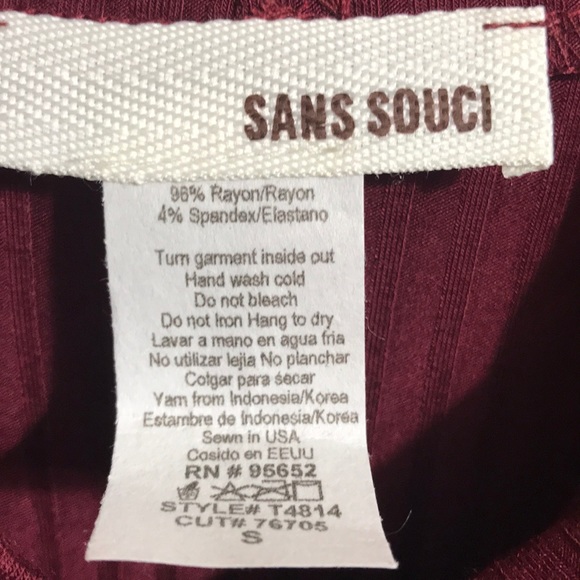 SANS SOUCI
96% Rayon/Rayon
4% Spandex/Elastano
Turn garment inside out
Hand wash cold
Do not bleach
Do not Iron Hang to dry
Lavar a mano en agua fria
No utilizar lejia No planchar
Colgar para secar
Yarn from Indonesia/Korea
Estambre de Indonesia/Korea
Sewn in USA
Cosido en EEUU
RN # 95652
STYLE# T4814
CUT# 76705
S